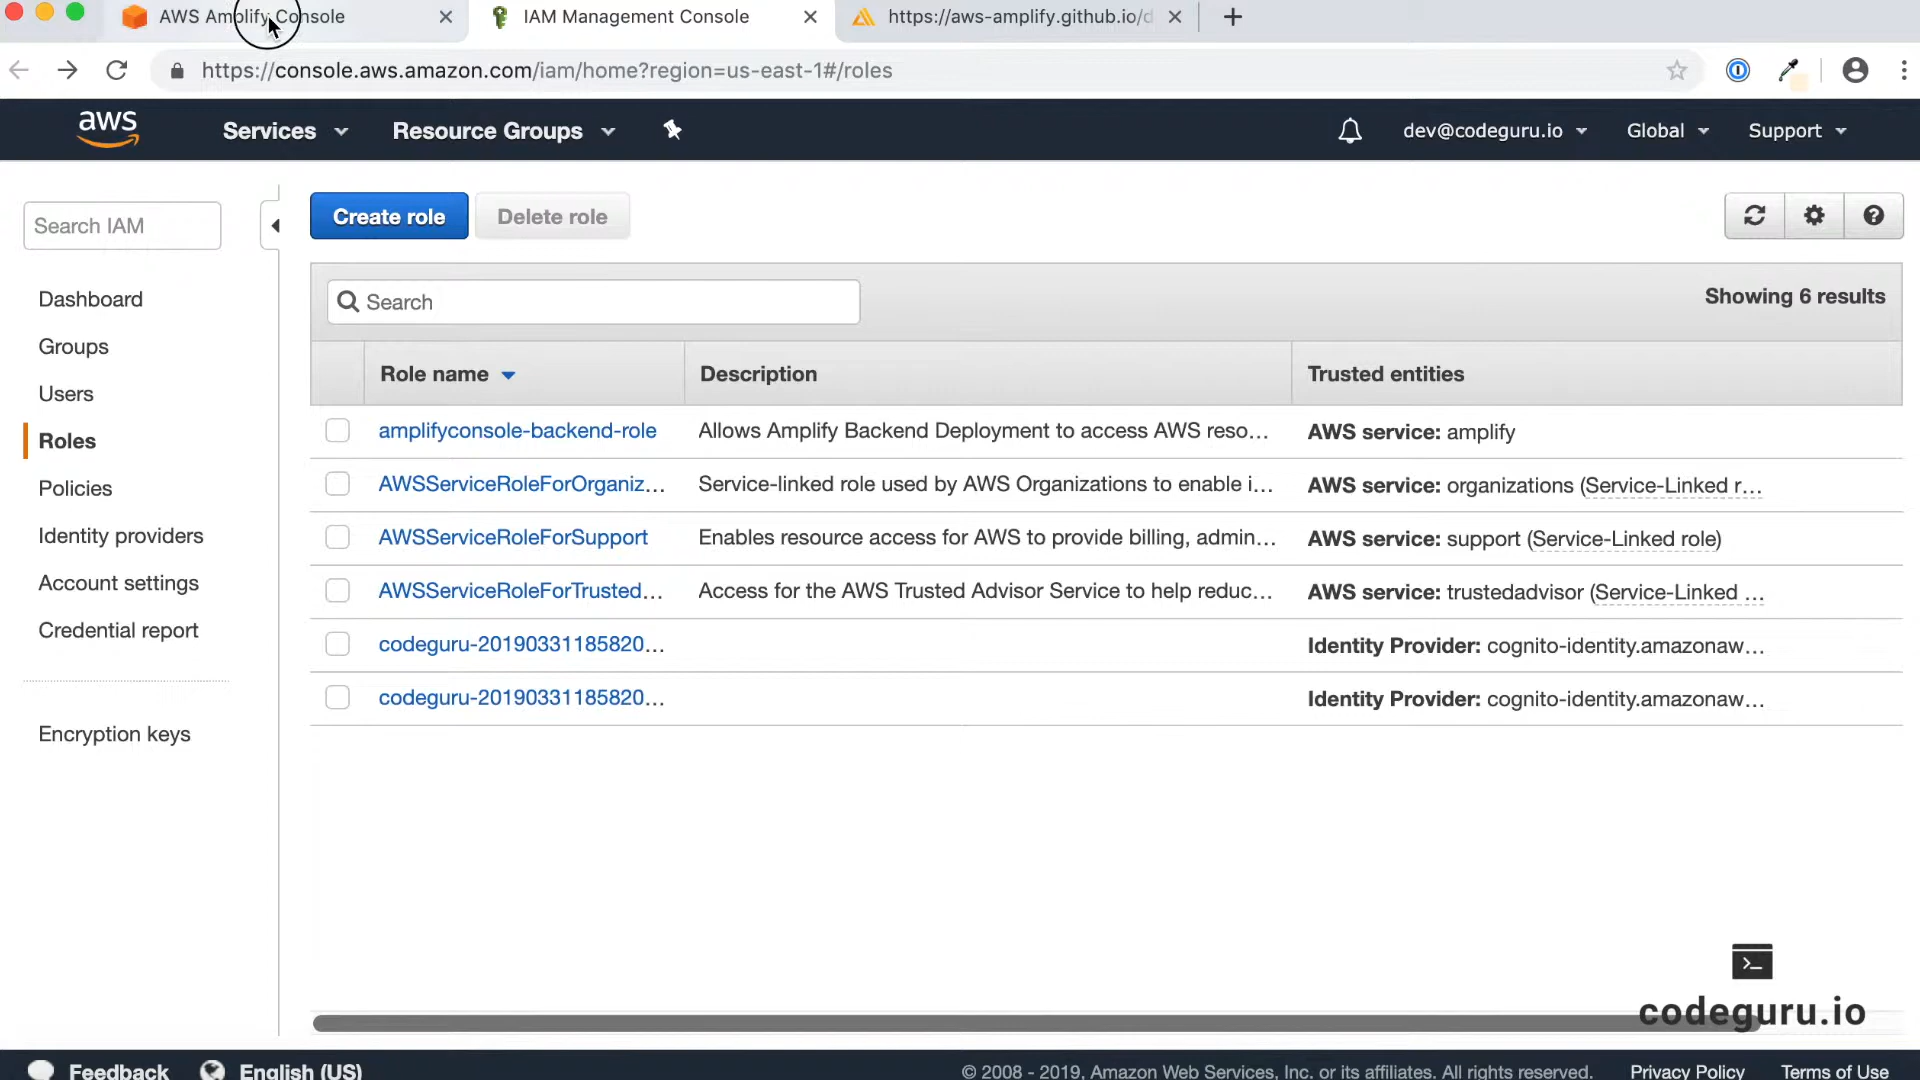 AWS Amplify Console
IAM Management Console
https://aws-amplify.github.io/d
https://console.aws.amazon.com/iam/home?region=us-east-1#/roles
aws
Services
Resource Groups
dev@codeguru.io
Global
Support
Search IAM
Dashboard
Groups
Users
Roles
Policies
Identity providers
Account settings
Credential report
Encryption keys
Create role
Delete role
Search
Showing 6 results
Role name
Description
Trusted entities
amplifyconsole-backend-role
Allows Amplify Backend Deployment to access AWS reso…
AWS service: amplify
AWSServiceRoleForOrganiz…
Service-linked role used by AWS Organizations to enable i…
AWS service: organizations (Service-Linked r…
AWSServiceRoleForSupport
Enables resource access for AWS to provide billing, admin…
AWS service: support (Service-Linked role)
AWSServiceRoleForTrusted…
Access for the AWS Trusted Advisor Service to help reduc…
AWS service: trustedadvisor (Service-Linked …
codeguru-20190331185820…
Identity Provider: cognito-identity.amazonaw…
codeguru-20190331185820…
Identity Provider: cognito-identity.amazonaw…
>_
codeguru.io
Feedback
English (US)
© 2008 - 2019, Amazon Web Services, Inc. or its affiliates. All rights reserved.
Privacy Policy
Terms of Use